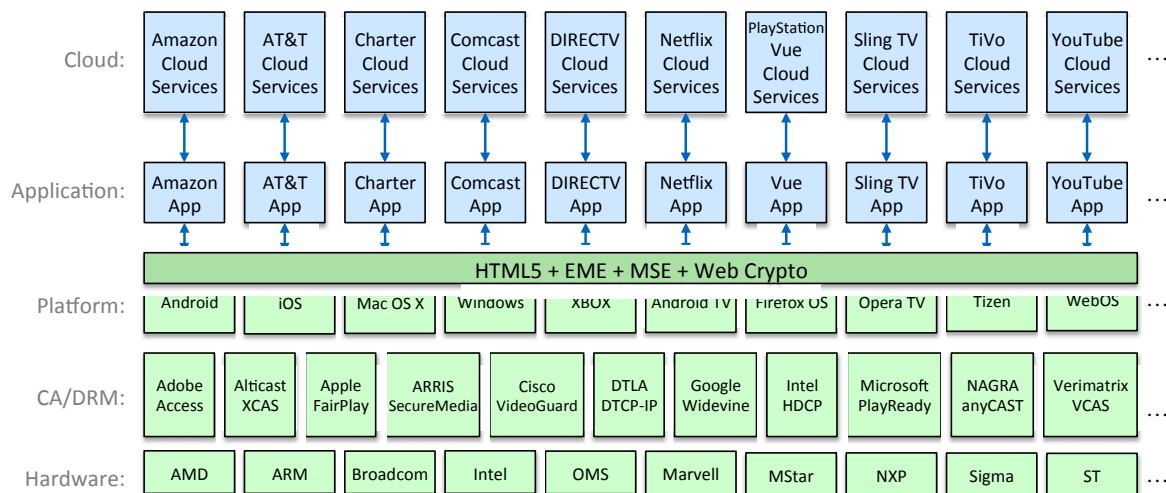 Cloud:
Amazon
Cloud
Services
AT&T
Cloud
Services
Charter
Cloud
Services
Comcast
Cloud
Services
DIRECTV
Cloud
Services
Netflix
Cloud
Services
PlayStation
Vue
Cloud
Services
Sling TV
Cloud
Services
TiVo
Cloud
Services
YouTube
Cloud
Services
...
Application:
Amazon
App
AT&T
App
Charter
App
Comcast
App
DIRECTV
App
Netflix
App
Vue
App
Sling TV
App
TiVo
App
YouTube
App
...
HTML5 + EME + MSE + Web Crypto
Platform:
Android
iOS
Mac OS X
Windows
XBOX
Android TV
Firefox OS
Opera TV
Tizen
WebOS
...
CA/DRM:
Adobe
Access
Alticast
XCAS
Apple
FairPlay
ARRIS
SecureMedia
Cisco
VideoGuard
DTLA
DTCP-IP
Google
Widevine
Intel
HDCP
Microsoft
PlayReady
NAGRA
anyCAST
Verimatrix
VCAS
...
Hardware:
AMD
ARM
Broadcom
Intel
OMS
Marvell
MStar
NXP
Sigma
ST
...